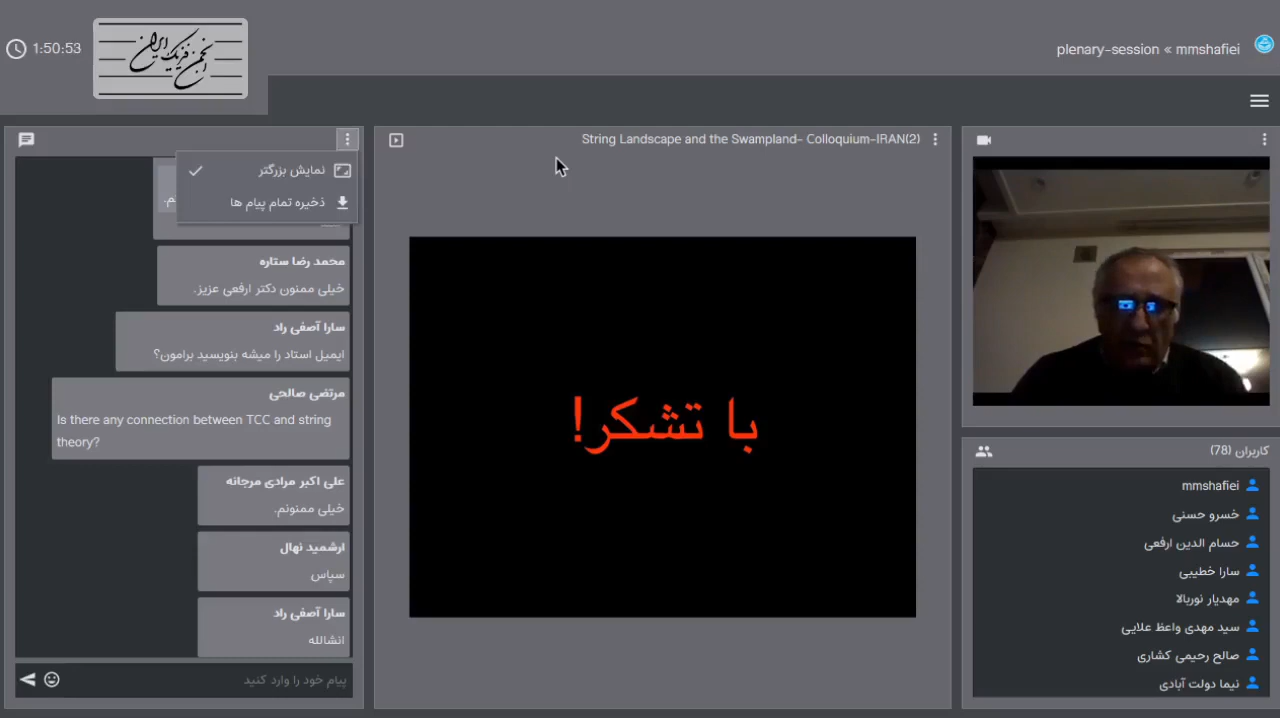 1:50:53
انجمن فیزیک ایران
plenary-session « mmshafiei
نمایش بزرگتر
ذخیره تمام پیام ها
محمد رضا ستاره
خیلی ممنون دکتر ارفعی عزیز.
سارا آصفی راد
ایمیل استاد را میشه بنویسید برامون؟
مرتضی صالحی
Is there any connection between TCC and string
theory?
علی اکبر مرادی مرجانه
خیلی ممنونم.
ارشمید نهال
سپاس
سارا آصفی راد
انشالله
پیام خود را وارد کنید
String Landscape and the Swampland- Colloquium-IRAN(2)
با تشکر!
کاربران (78)
mmshafiei
خسرو حسنی
حسام الدین ارفعی
سارا خطیبی
مهدیار نوربالا
سید مهدی واعظ علایی
صالح رحیمی کشاری
نیما دولت آبادی